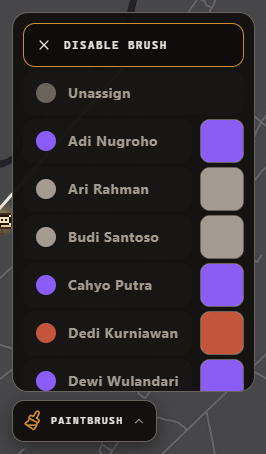 DISABLE BRUSH
Unassign
Adi Nugroho
Ari Rahman
Budi Santoso
Cahyo Putra
Dedi Kurniawan
Dewi Wulandari
PAINTBRUSH